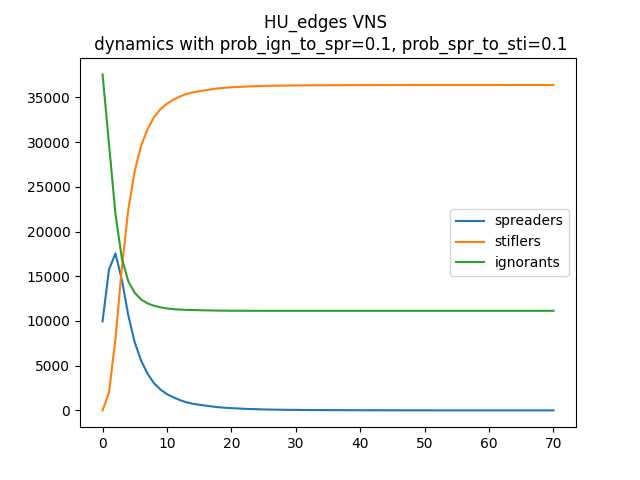 HU_edges VNS
dynamics with prob_ign_to_spr=0.1, prob_spr_to_sti=0.1
35000
30000
25000
20000
15000
10000
5000
0
spreaders
stiflers
ignorants
0 10 20 30 40 50 60 70